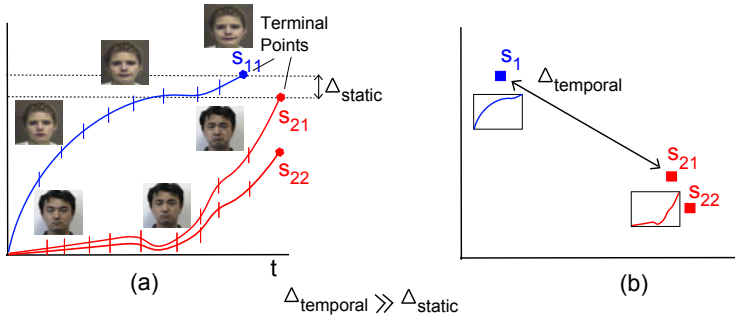 Terminal
Points
s11
Δstatic
s21
s22
t
(a)
s1
Δtemporal
s21
s22
(b)
Δtemporal ≫ Δstatic